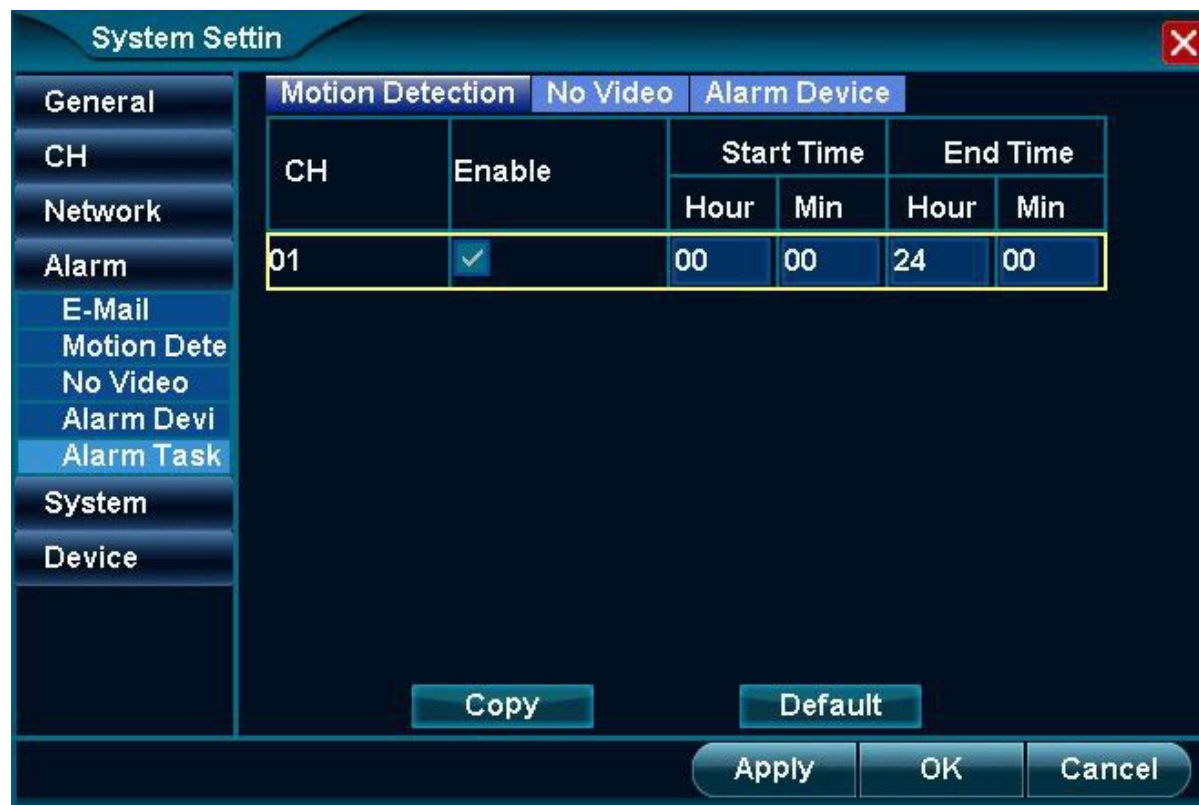 System Settin
General
CH
Network
Alarm
E-Mail
Motion Dete
No Video
Alarm Devi
Alarm Task
System
Device
Motion Detection No Video Alarm Device
CH Enable Start Time End Time
Hour Min Hour Min
01 00 00 24 00
Copy Default
Apply OK Cancel